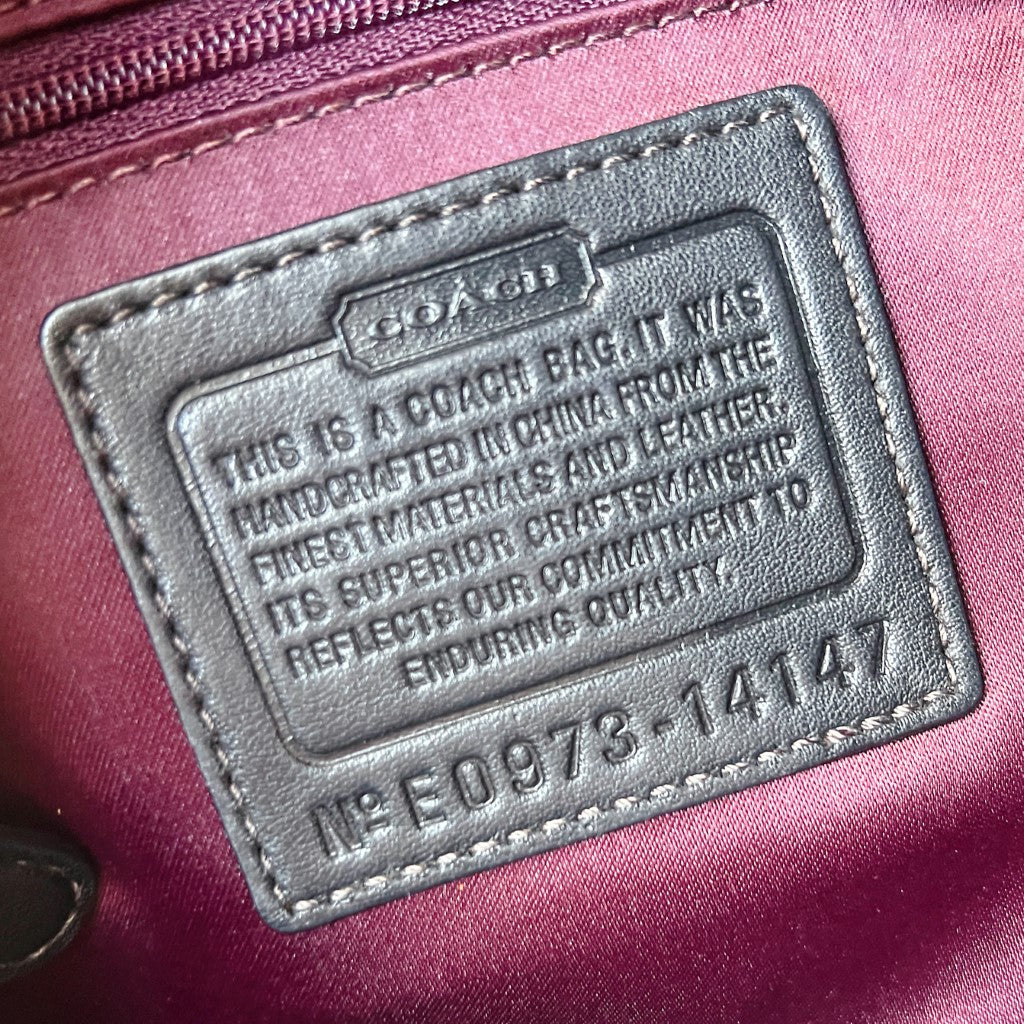 COACH
THIS IS A COACH BAG. IT WAS
HANDCRAFTED IN CHINA FROM THE
FINEST MATERIALS AND LEATHER.
ITS SUPERIOR CRAFTSMANSHIP
REFLECTS OUR COMMITMENT TO
ENDURING QUALITY.
Nº E0973-14147